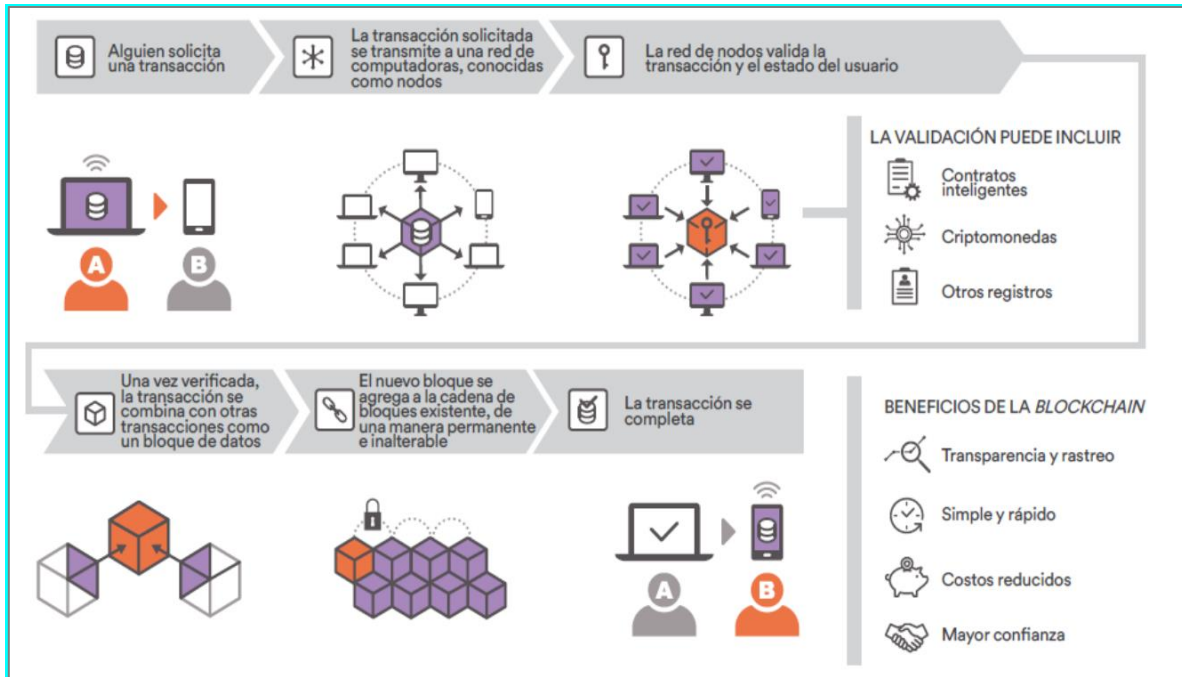 Alguien solicita
una transacción
La transacción solicitada
se transmite a una red de
computadoras, conocidas
como nodos
La red de nodos valida la
transacción y el estado del usuario
LA VALIDACIÓN PUEDE INCLUIR
Contratos
inteligentes
Criptomonedas
Otros registros
A
B
Una vez verificada,
la transacción se
combina con otras
transacciones como
un bloque de datos
El nuevo bloque se
agrega a la cadena de
bloques existente, de
una manera permanente
e inalterable
La transacción se
completa
A
B
BENEFICIOS DE LA BLOCKCHAIN
Transparencia y rastreo
Simple y rápido
Costos reducidos
Mayor confianza